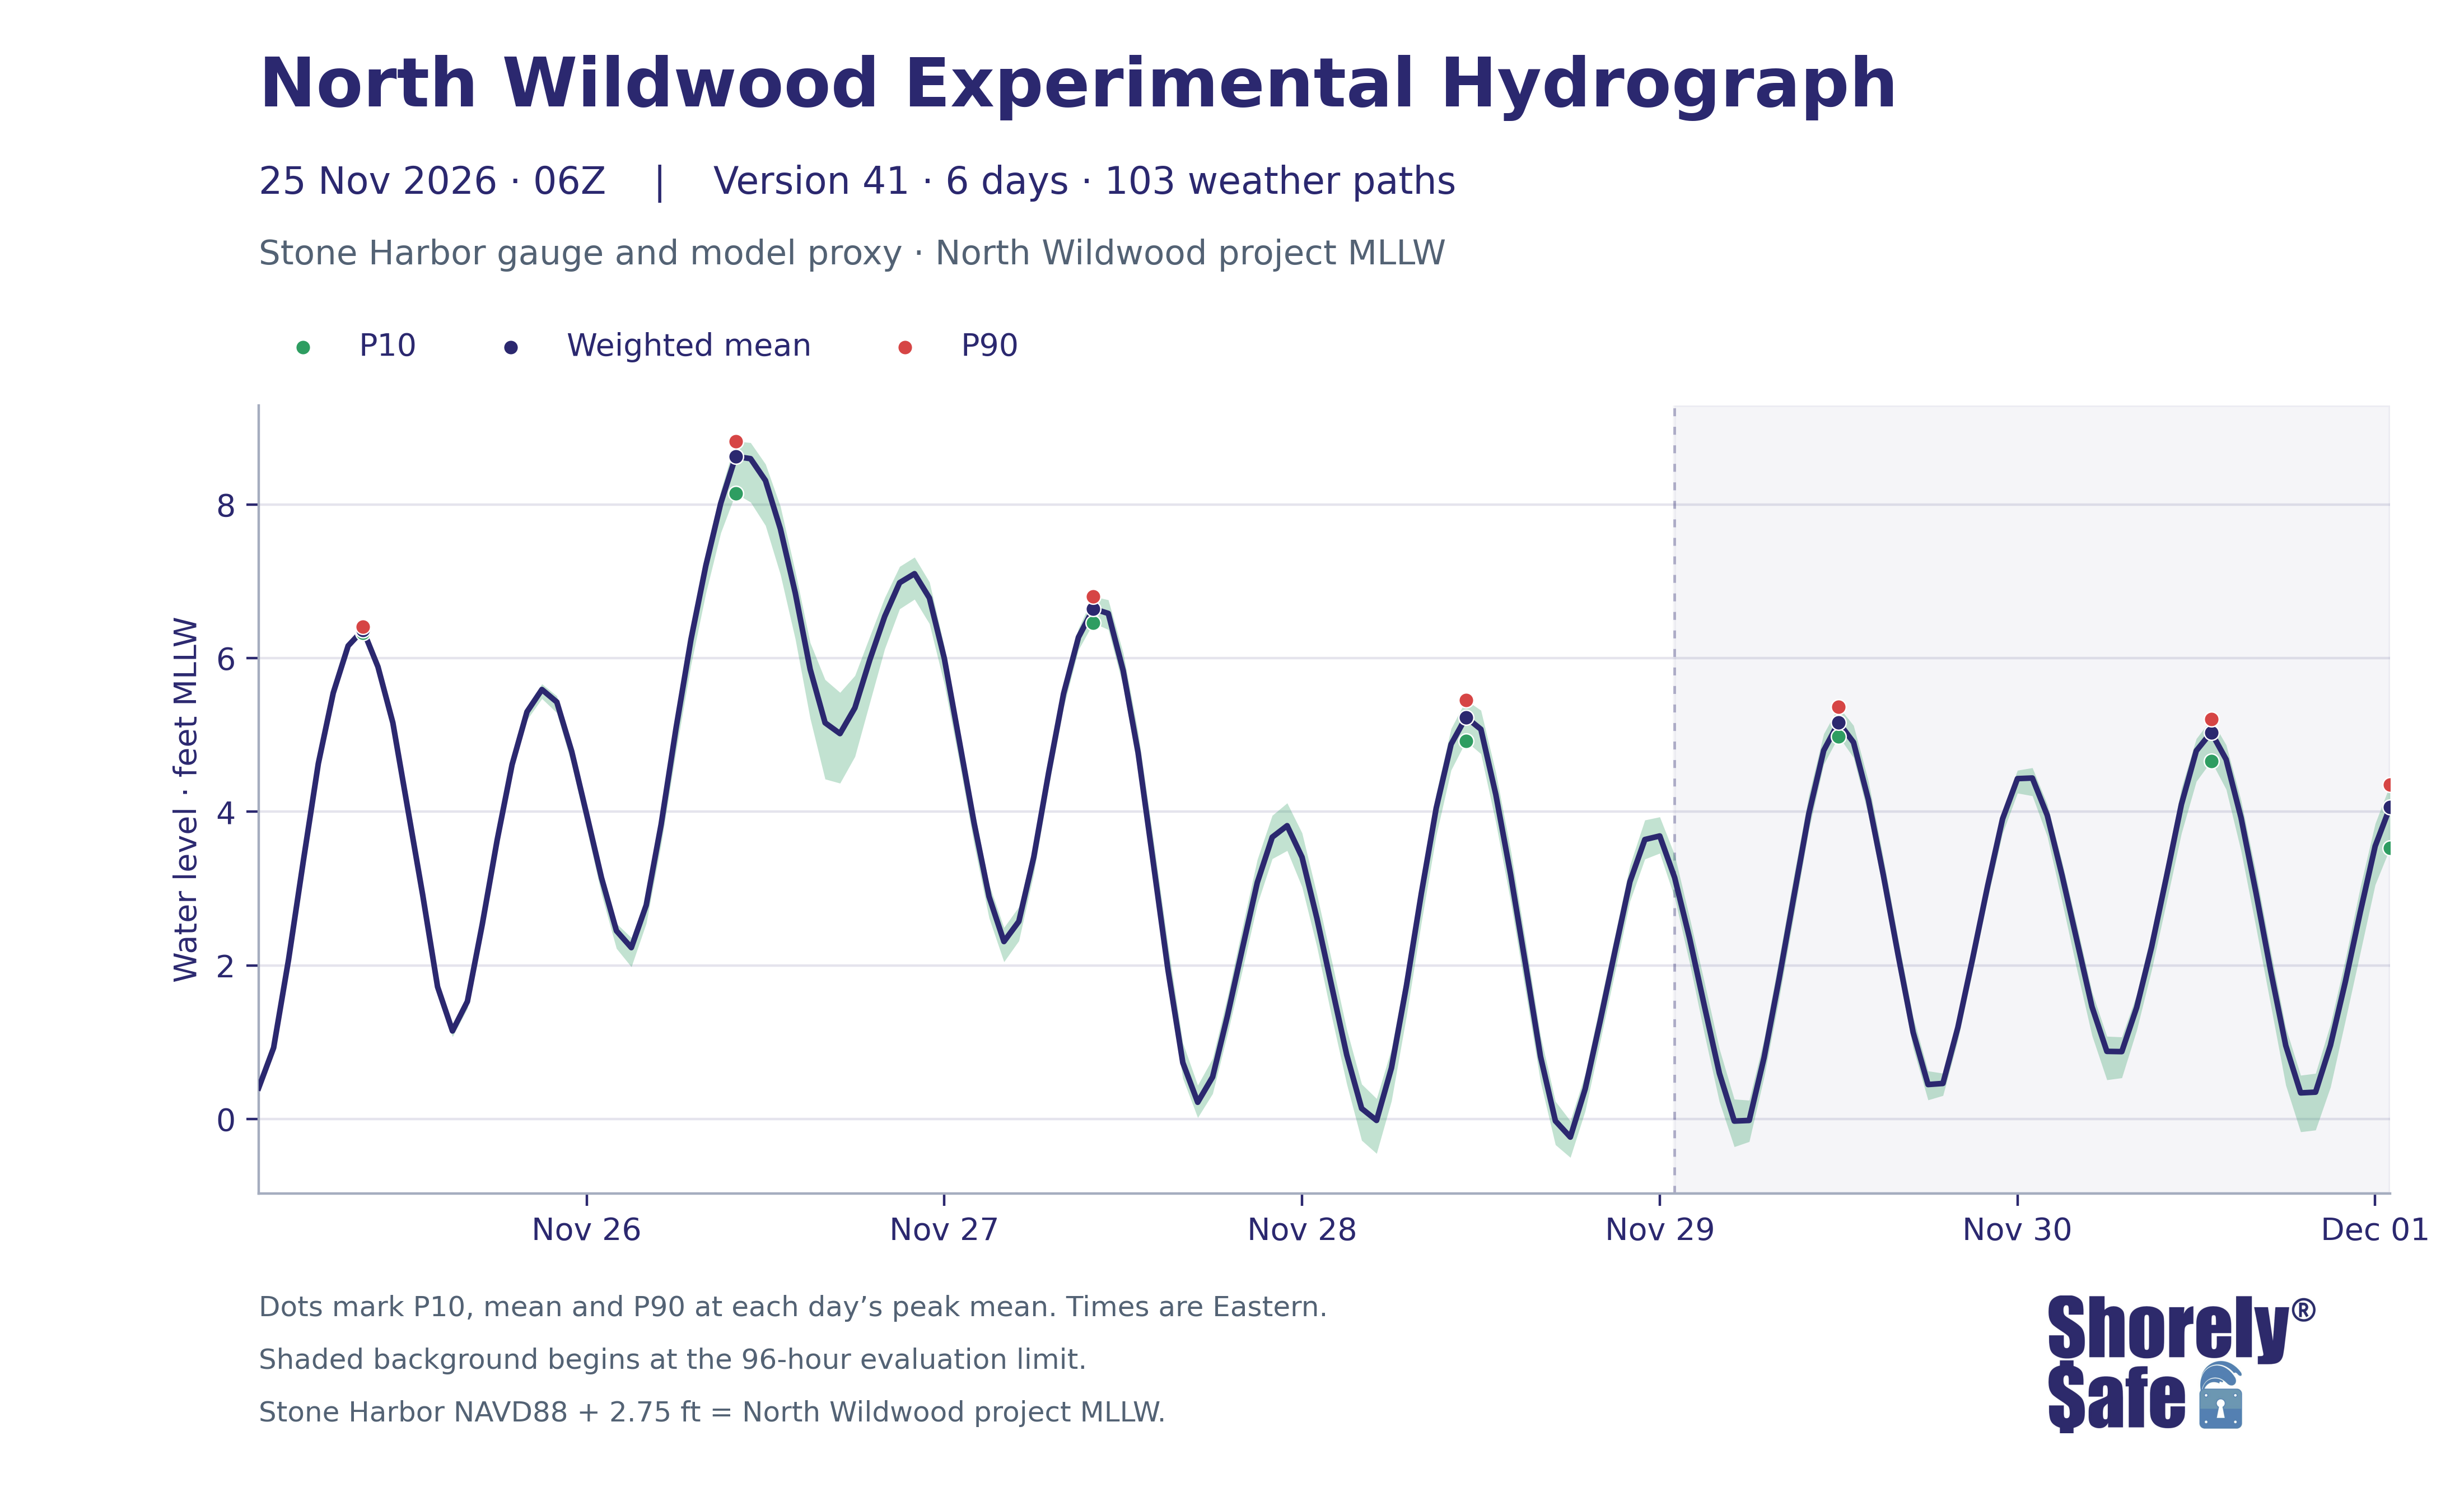 North Wildwood Experimental Hydrograph
25 Nov 2026 · 06Z | Version 41 · 6 days · 103 weather paths
Stone Harbor gauge and model proxy · North Wildwood project MLLW
P10 Weighted mean P90
Water level · feet MLLW
8
6
4
2
0
Nov 26 Nov 27 Nov 28 Nov 29 Nov 30 Dec 01
Dots mark P10, mean and P90 at each day’s peak mean. Times are Eastern.
Shaded background begins at the 96-hour evaluation limit.
Stone Harbor NAVD88 + 2.75 ft = North Wildwood project MLLW.
Shorely®
$afe